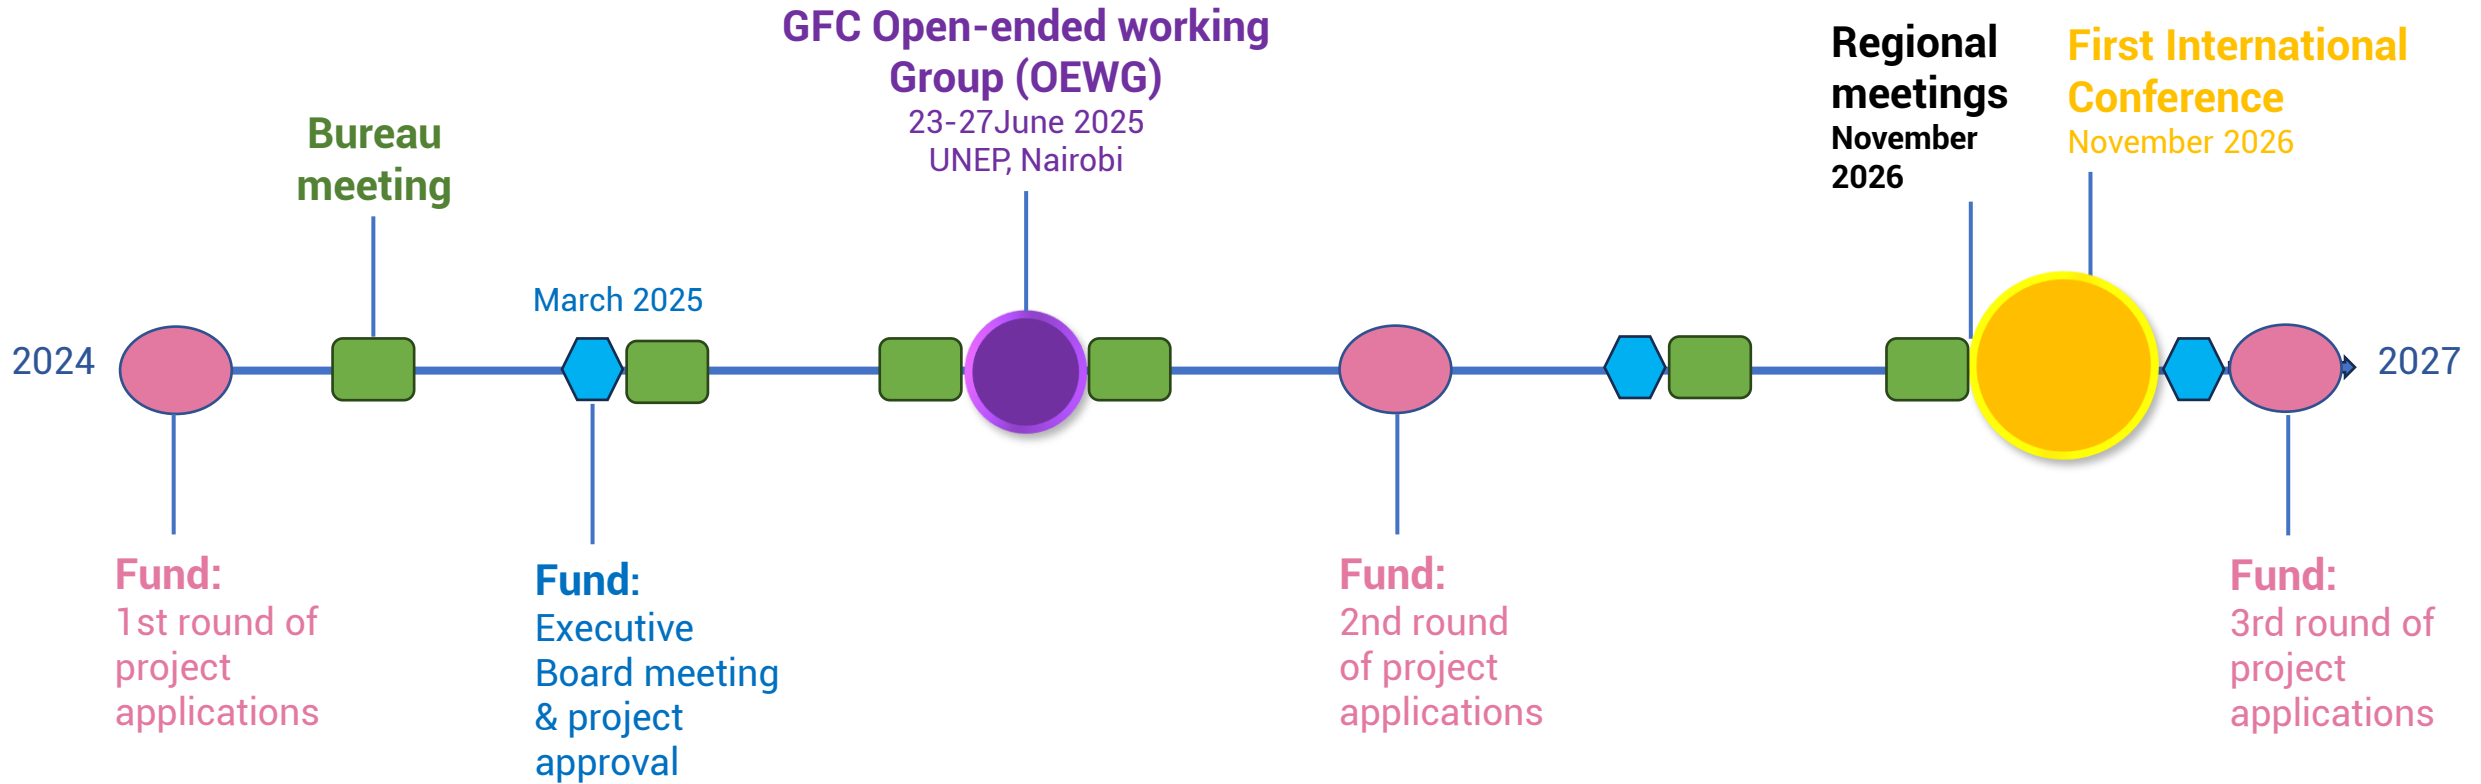 GFC Open-ended working
Group (OEWG)
23-27June 2025
UNEP, Nairobi
Regional
meetings
November
2026
First International
Conference
November 2026
Bureau
meeting
March 2025
2024
2027
Fund:
1st round of
project
applications
Fund:
Executive
Board meeting
& project
approval
Fund:
2nd round
of project
applications
Fund:
3rd round of
project
applications